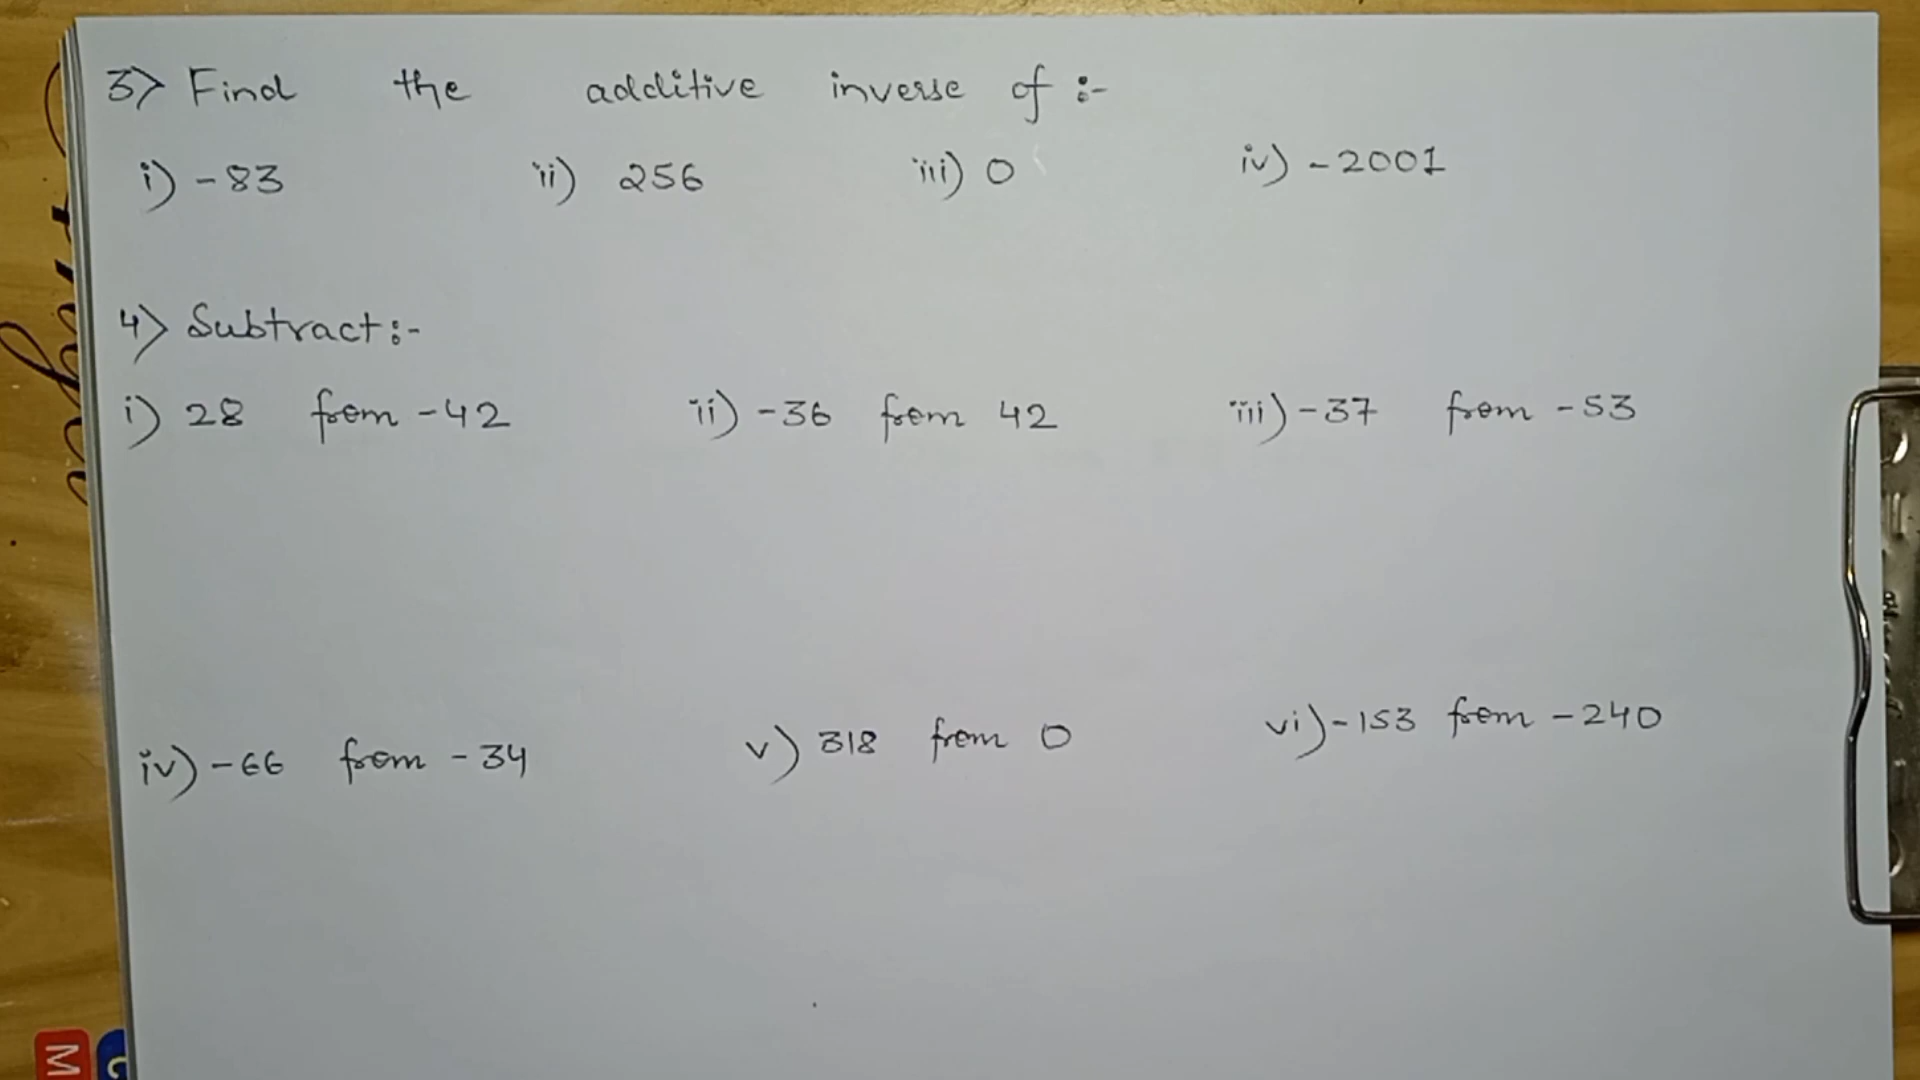 3) Find the additive inverse of :-
i) -83 ii) 256 iii) 0 iv) -2001
4) Subtract :-
i) 28 from -42 ii) -36 from 42 iii) -37 from -53
iv) -66 from -34 v) 318 from 0 vi) -153 from -240
M